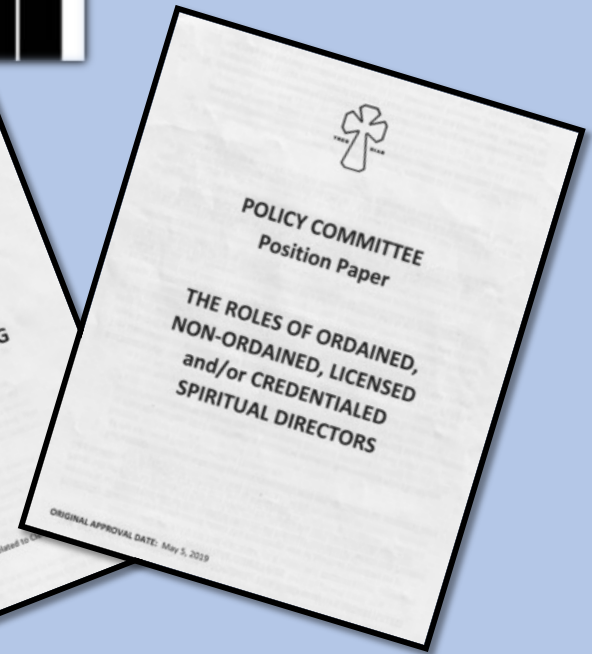 POLICY COMMITTEE
Position Paper
THE ROLES OF ORDAINED,
NON-ORDAINED, LICENSED
and/or CREDENTIALED
SPIRITUAL DIRECTORS
ORIGINAL APPROVAL DATE: May 5, 2019
G